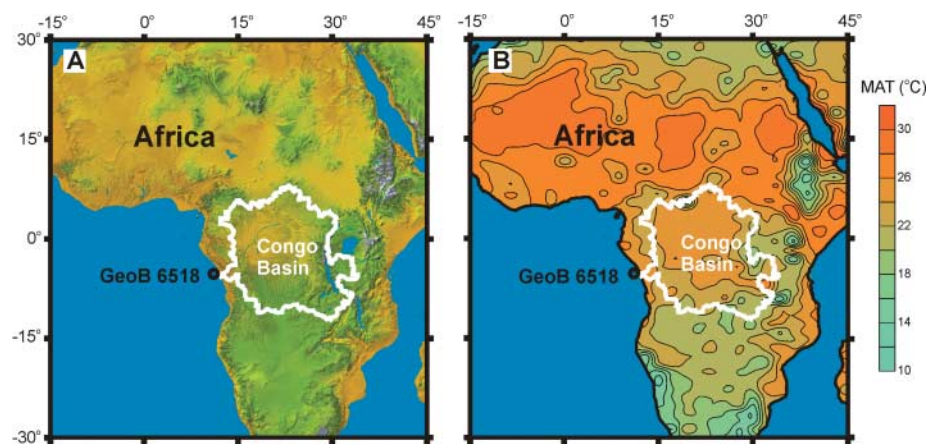 -15° 0° 15° 30° 45°
30°
15°
0°
-15°
-30°
A
Africa
Congo
Basin
GeoB 6518
-15° 0° 15° 30° 45°
B
Africa
Congo
Basin
GeoB 6518
MAT (°C)
30
26
22
18
14
10